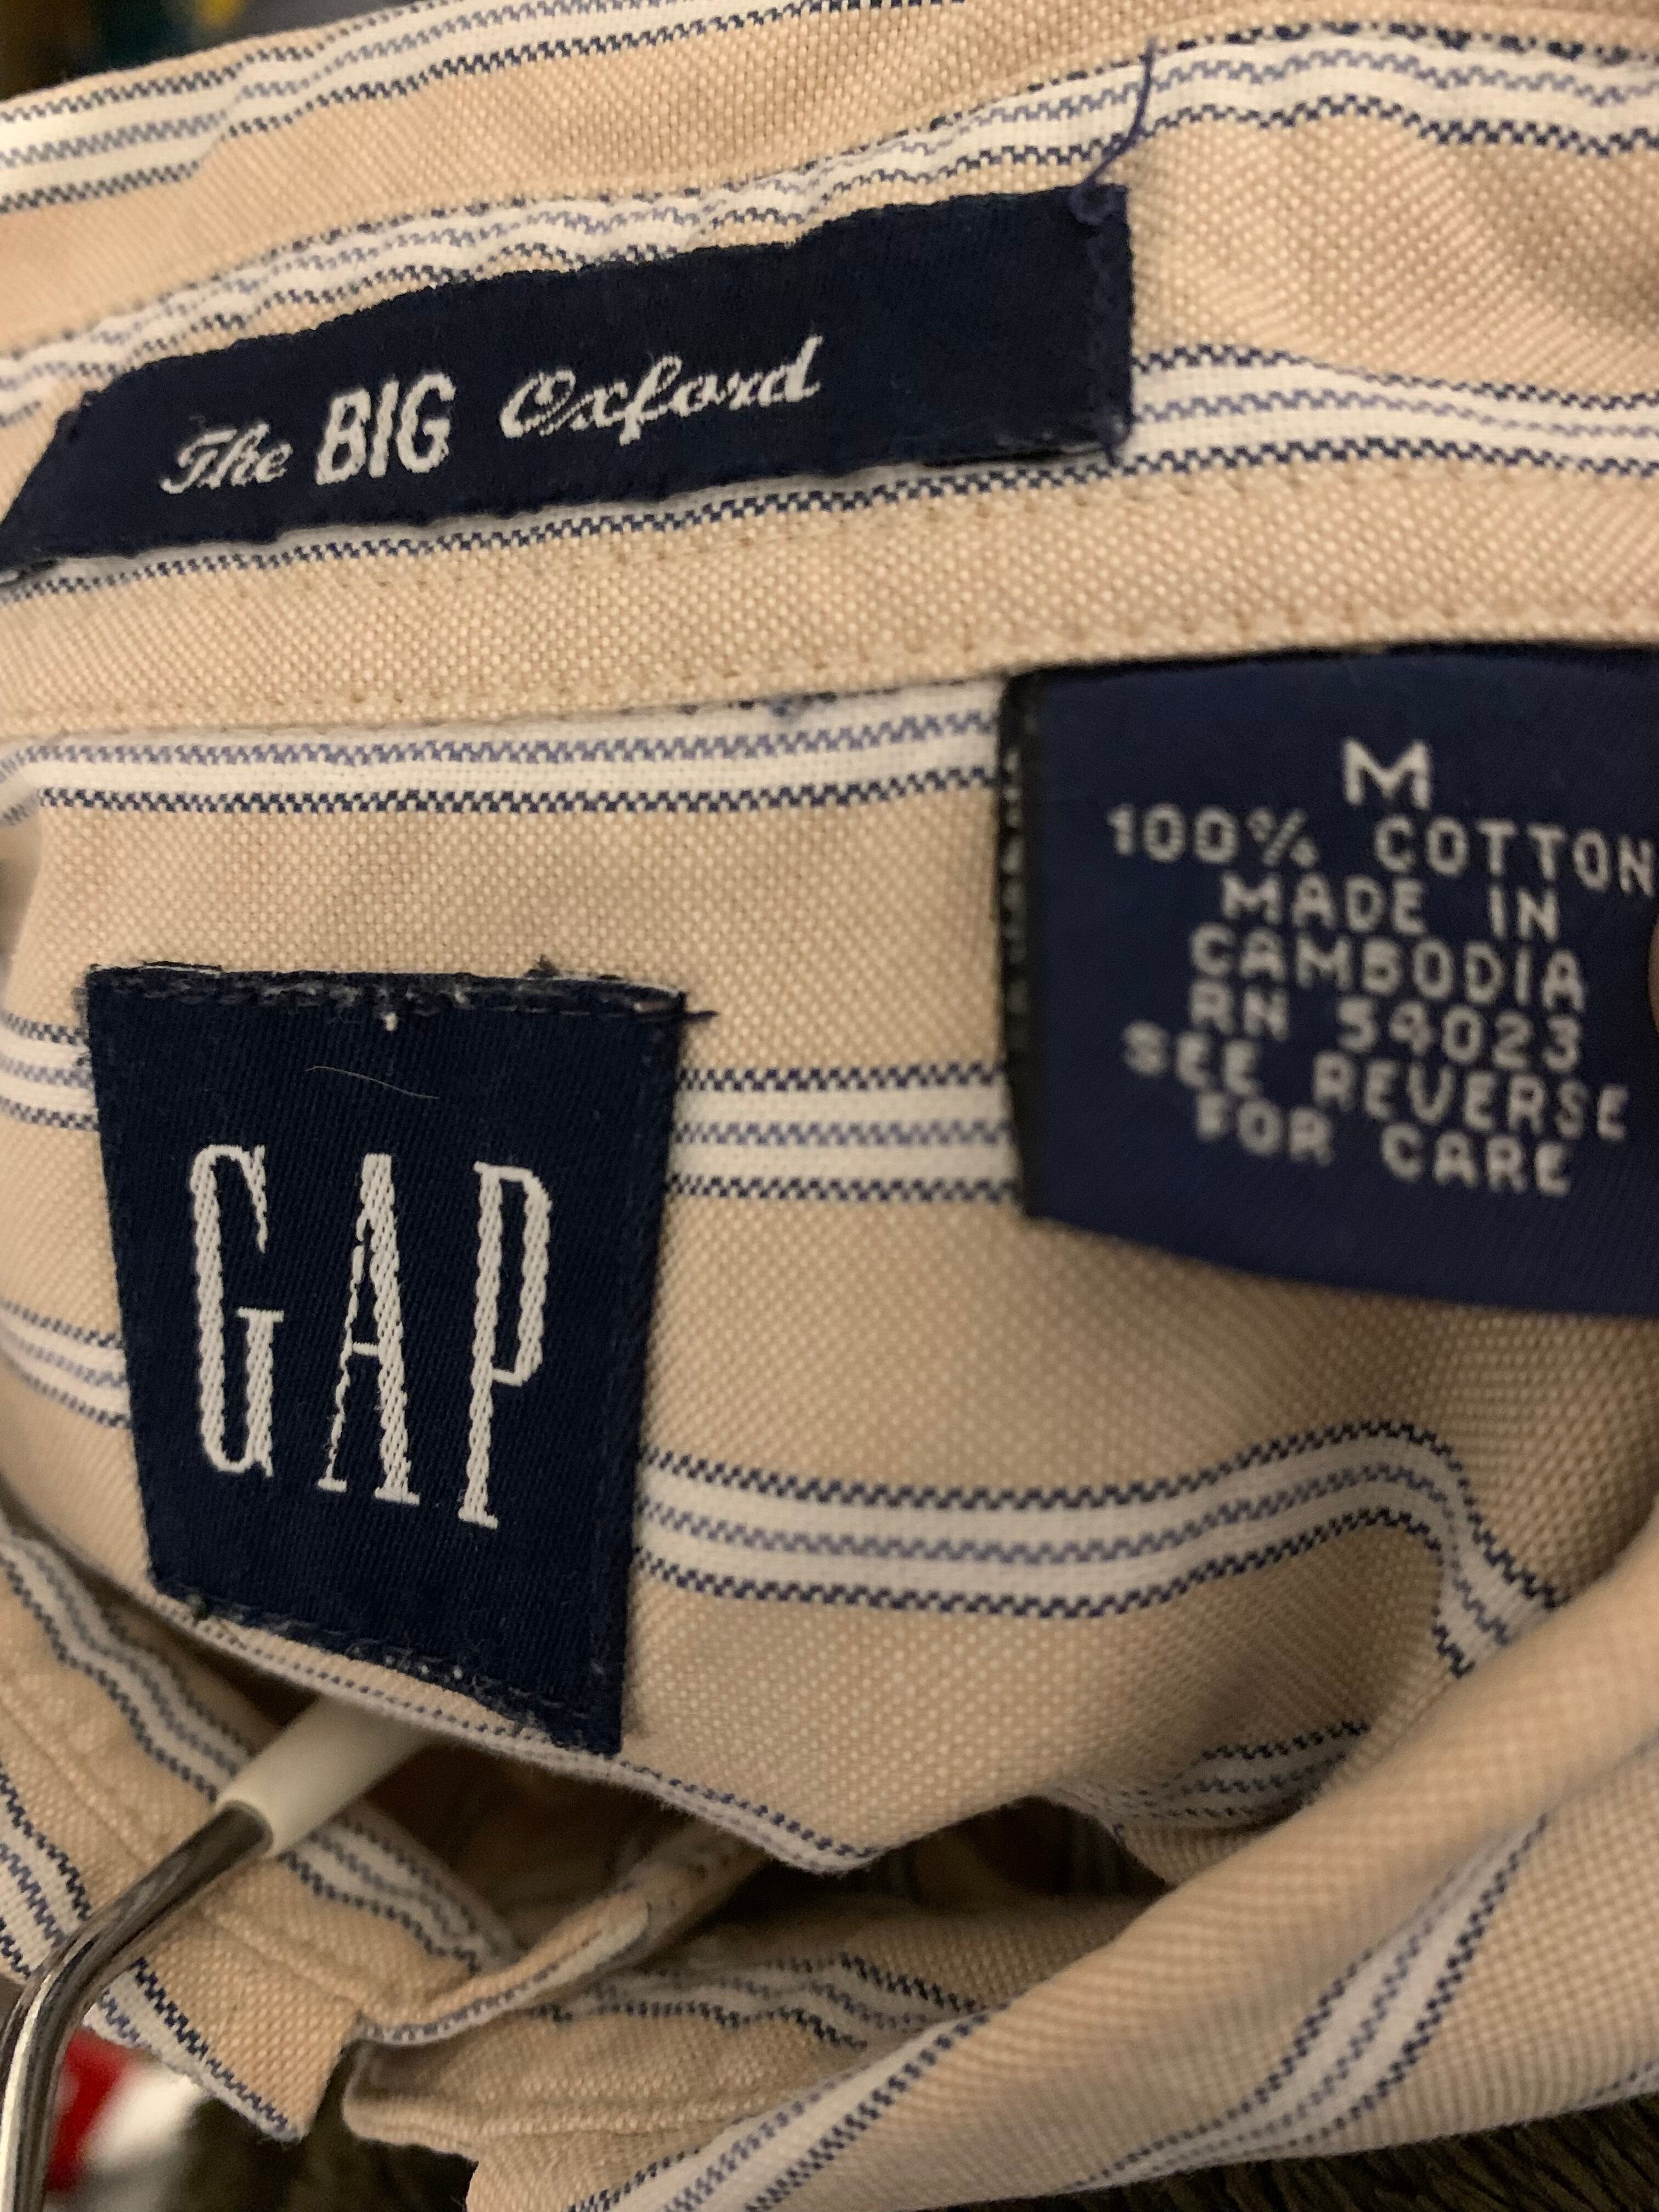 The BIG Oxford
M
100% COTTON
MADE IN
CAMBODIA
RN 54023
SEE REVERSE
FOR CARE
GAP